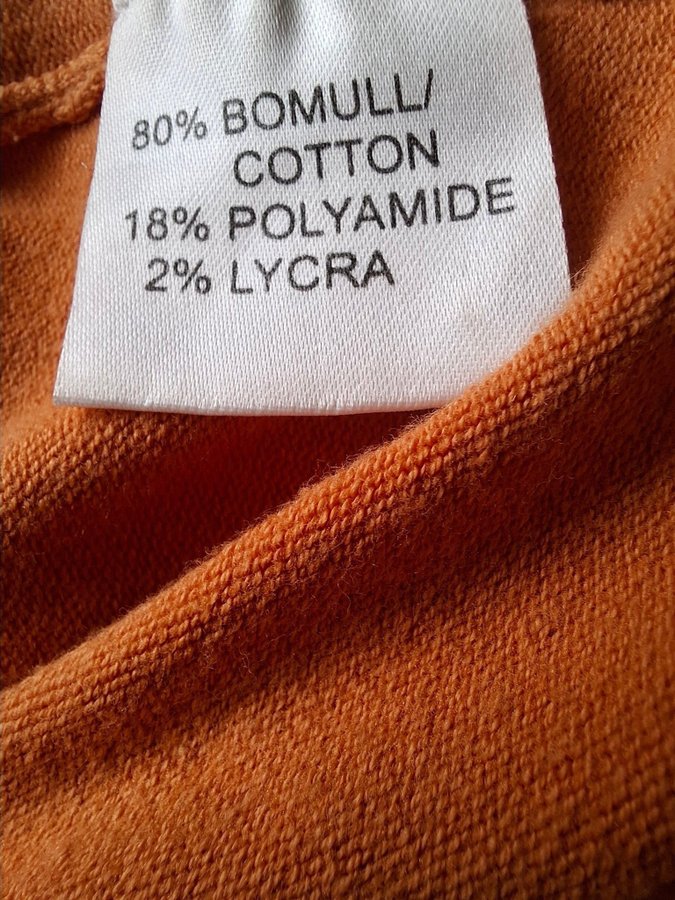 80% BOMULL/
COTTON
18% POLYAMIDE
2% LYCRA